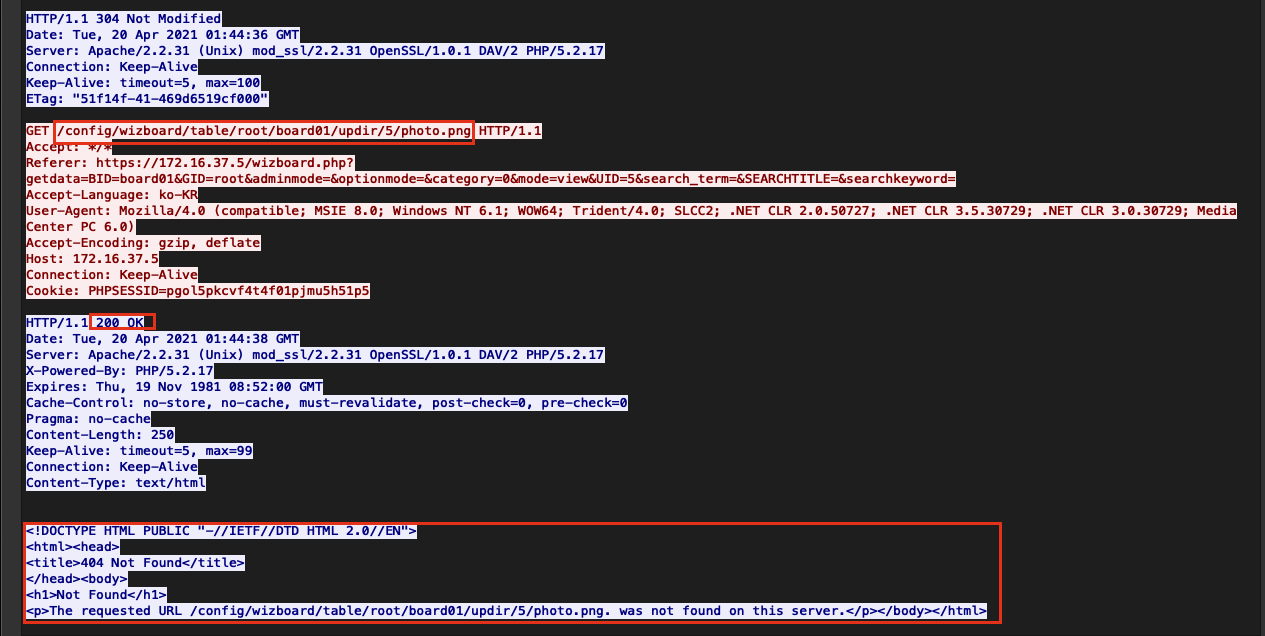 HTTP/1.1 304 Not Modified
Date: Tue, 20 Apr 2021 01:44:36 GMT
Server: Apache/2.2.31 (Unix) mod_ssl/2.2.31 OpenSSL/1.0.1 DAV/2 PHP/5.2.17
Connection: Keep-Alive
Keep-Alive: timeout=5, max=100
ETag: "51f14f-41-469d6519cf000"
GET /config/wizboard/table/root/board01/updir/5/photo.png HTTP/1.1
Accept: */*
Referer: https://172.16.37.5/wizboard.php?
getdata=BID=board01&GID=root&adminmode=&optionmode=&category=0&mode=view&UID=5&search_term=&SEARCHTITLE=&searchkeyword=
Accept-Language: ko-KR
User-Agent: Mozilla/4.0 (compatible; MSIE 8.0; Windows NT 6.1; WOW64; Trident/4.0; SLCC2; .NET CLR 2.0.50727; .NET CLR 3.5.30729; .NET CLR 3.0.30729; Media
Center PC 6.0)
Accept-Encoding: gzip, deflate
Host: 172.16.37.5
Connection: Keep-Alive
Cookie: PHPSESSID=pgol5pkcvf4t4f01pjmu5h51p5
HTTP/1.1 200 OK
Date: Tue, 20 Apr 2021 01:44:38 GMT
Server: Apache/2.2.31 (Unix) mod_ssl/2.2.31 OpenSSL/1.0.1 DAV/2 PHP/5.2.17
X-Powered-By: PHP/5.2.17
Expires: Thu, 19 Nov 1981 08:52:00 GMT
Cache-Control: no-store, no-cache, must-revalidate, post-check=0, pre-check=0
Pragma: no-cache
Content-Length: 250
Keep-Alive: timeout=5, max=99
Connection: Keep-Alive
Content-Type: text/html
<!DOCTYPE HTML PUBLIC "-//IETF//DTD HTML 2.0//EN">
<html><head>
<title>404 Not Found</title>
</head><body>
<h1>Not Found</h1>
<p>The requested URL /config/wizboard/table/root/board01/updir/5/photo.png. was not found on this server.</p></body></html>